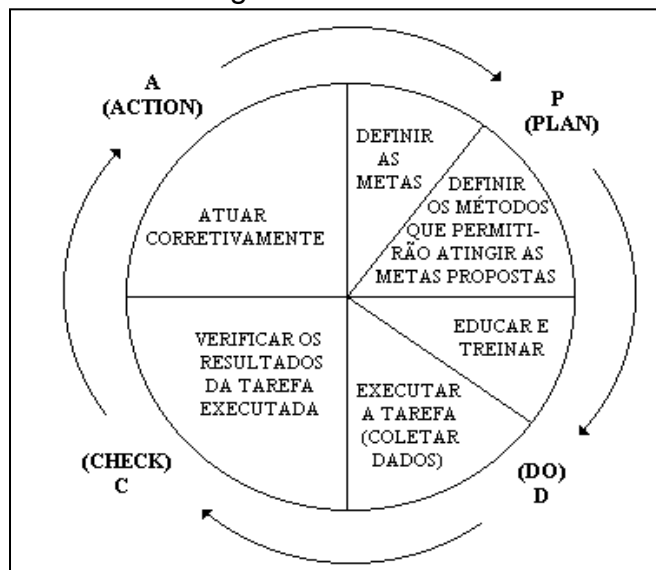 A
(ACTION)
P
(PLAN)
DEFINIR
AS
METAS
DEFINIR
OS MÉTODOS
QUE PERMITI-
RÃO ATINGIR AS
METAS PROPOSTAS
ATUAR
CORRETIVAMENTE
EDUCAR E
TREINAR
VERIFICAR OS
RESULTADOS
DA TAREFA
EXECUTADA
EXECUTAR
A TAREFA
(COLETAR
DADOS)
(CHECK)
C
(DO)
D